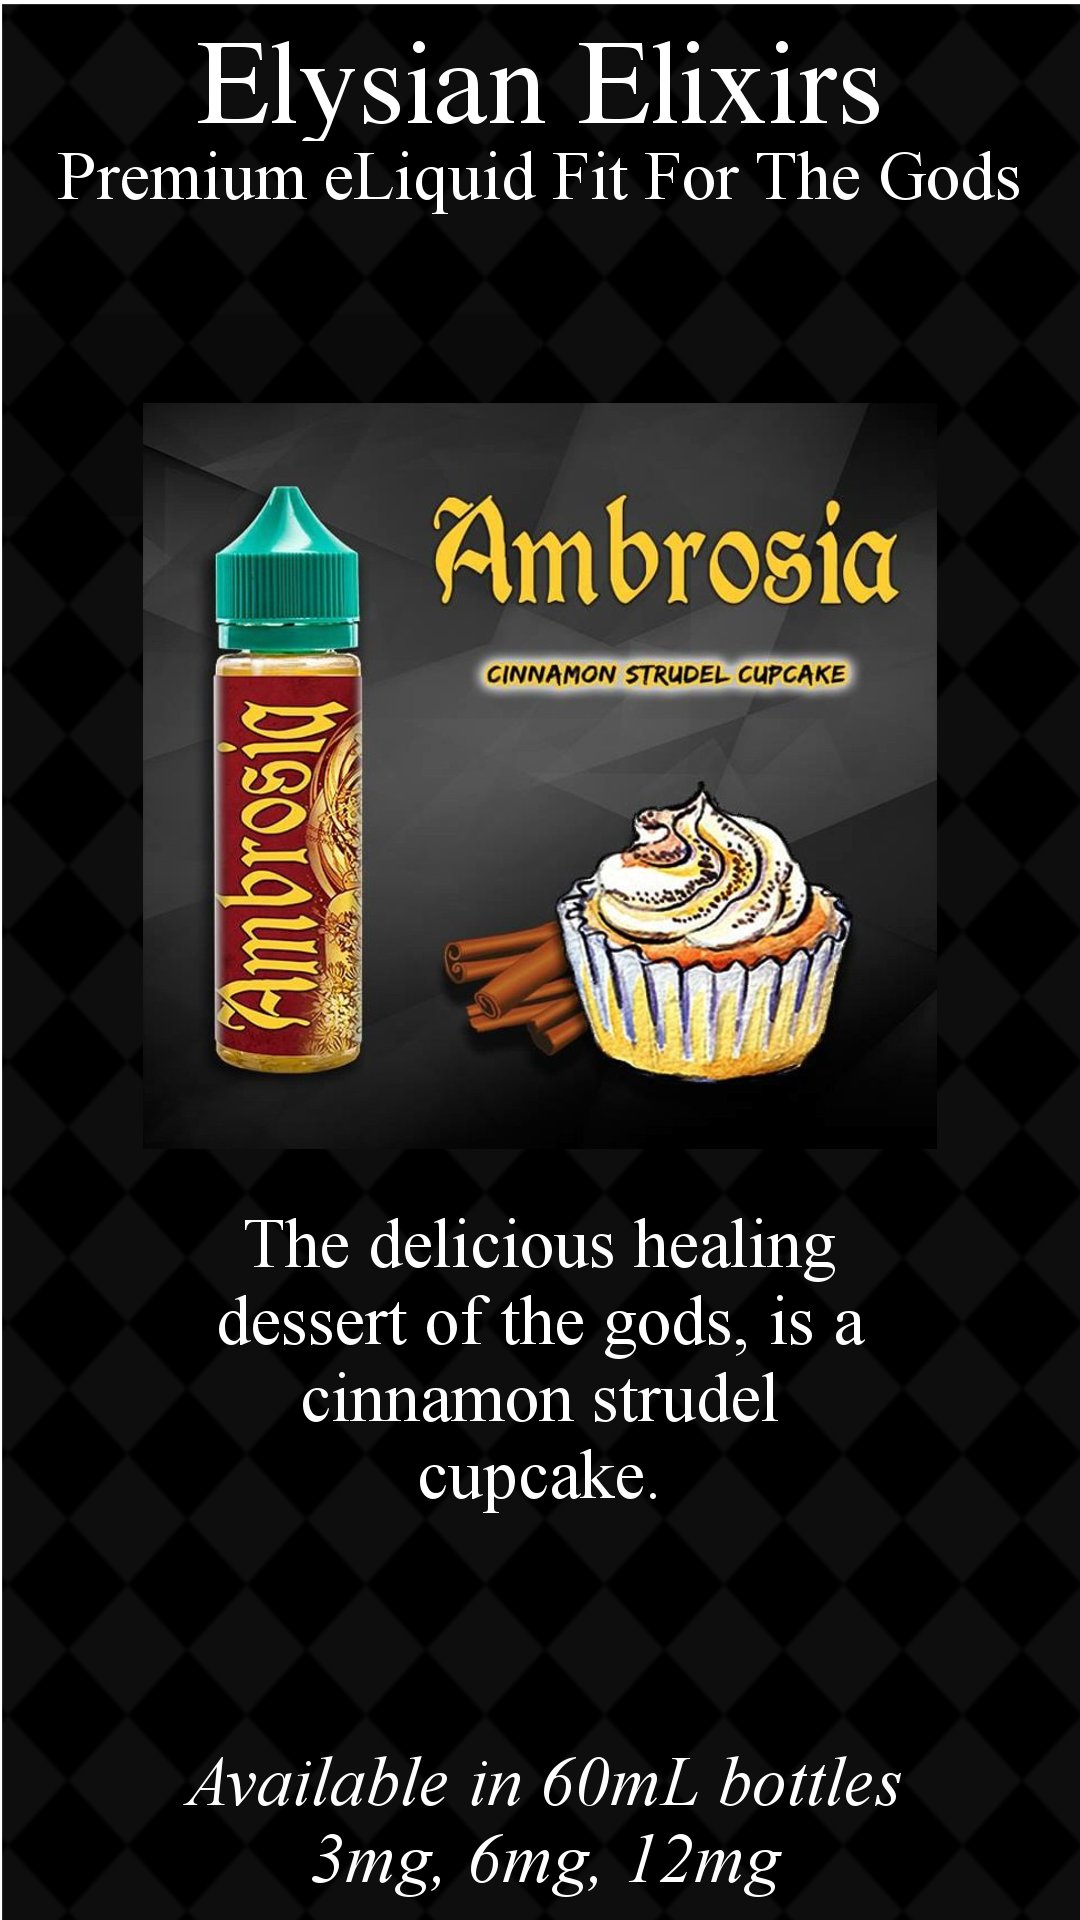 Elysian Elixirs
Premium eLiquid Fit For The Gods
Ambrosia
CINNAMON STRUDEL CUPCAKE
Ambrosia
The delicious healing
dessert of the gods, is a
cinnamon strudel
cupcake.
Available in 60mL bottles
3mg, 6mg, 12mg